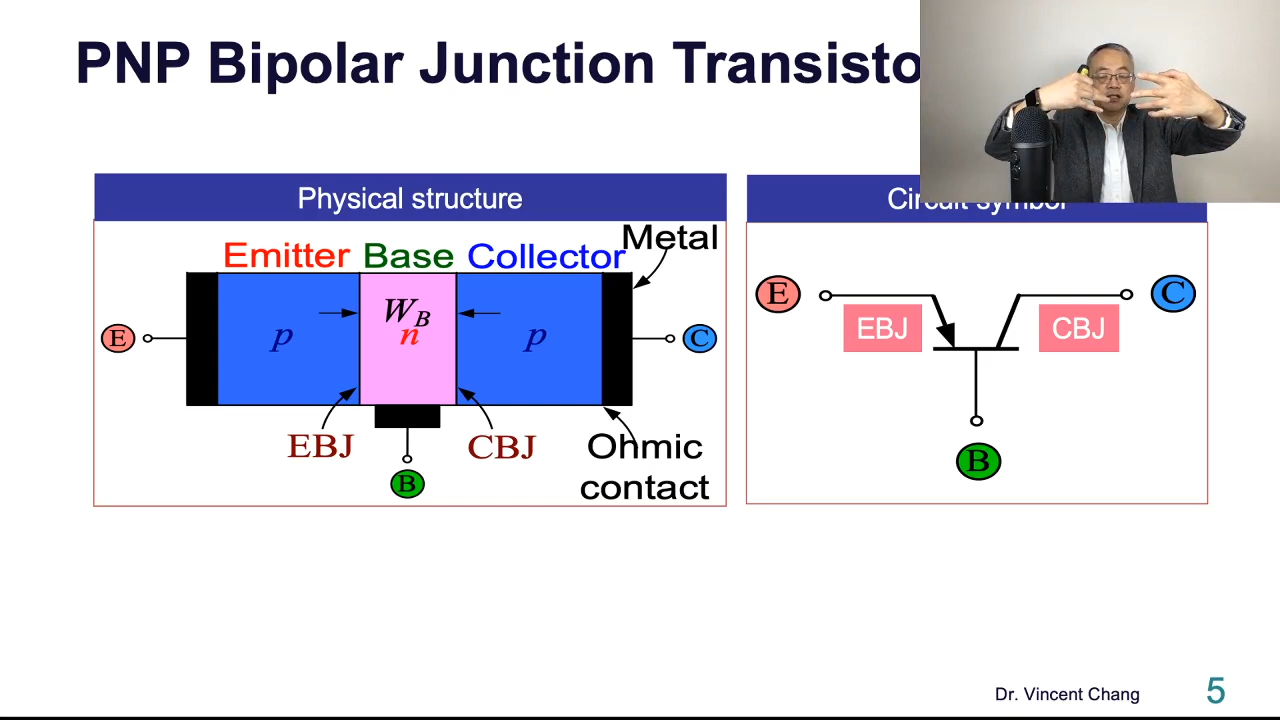 PNP Bipolar Junction Transisto
Physical structure
Circuit symbol
Metal
Emitter Base Collector
W_B
p n p
E
C
EBJ
CBJ
Ohmic
contact
B
E
C
EBJ
CBJ
B
Dr. Vincent Chang
5